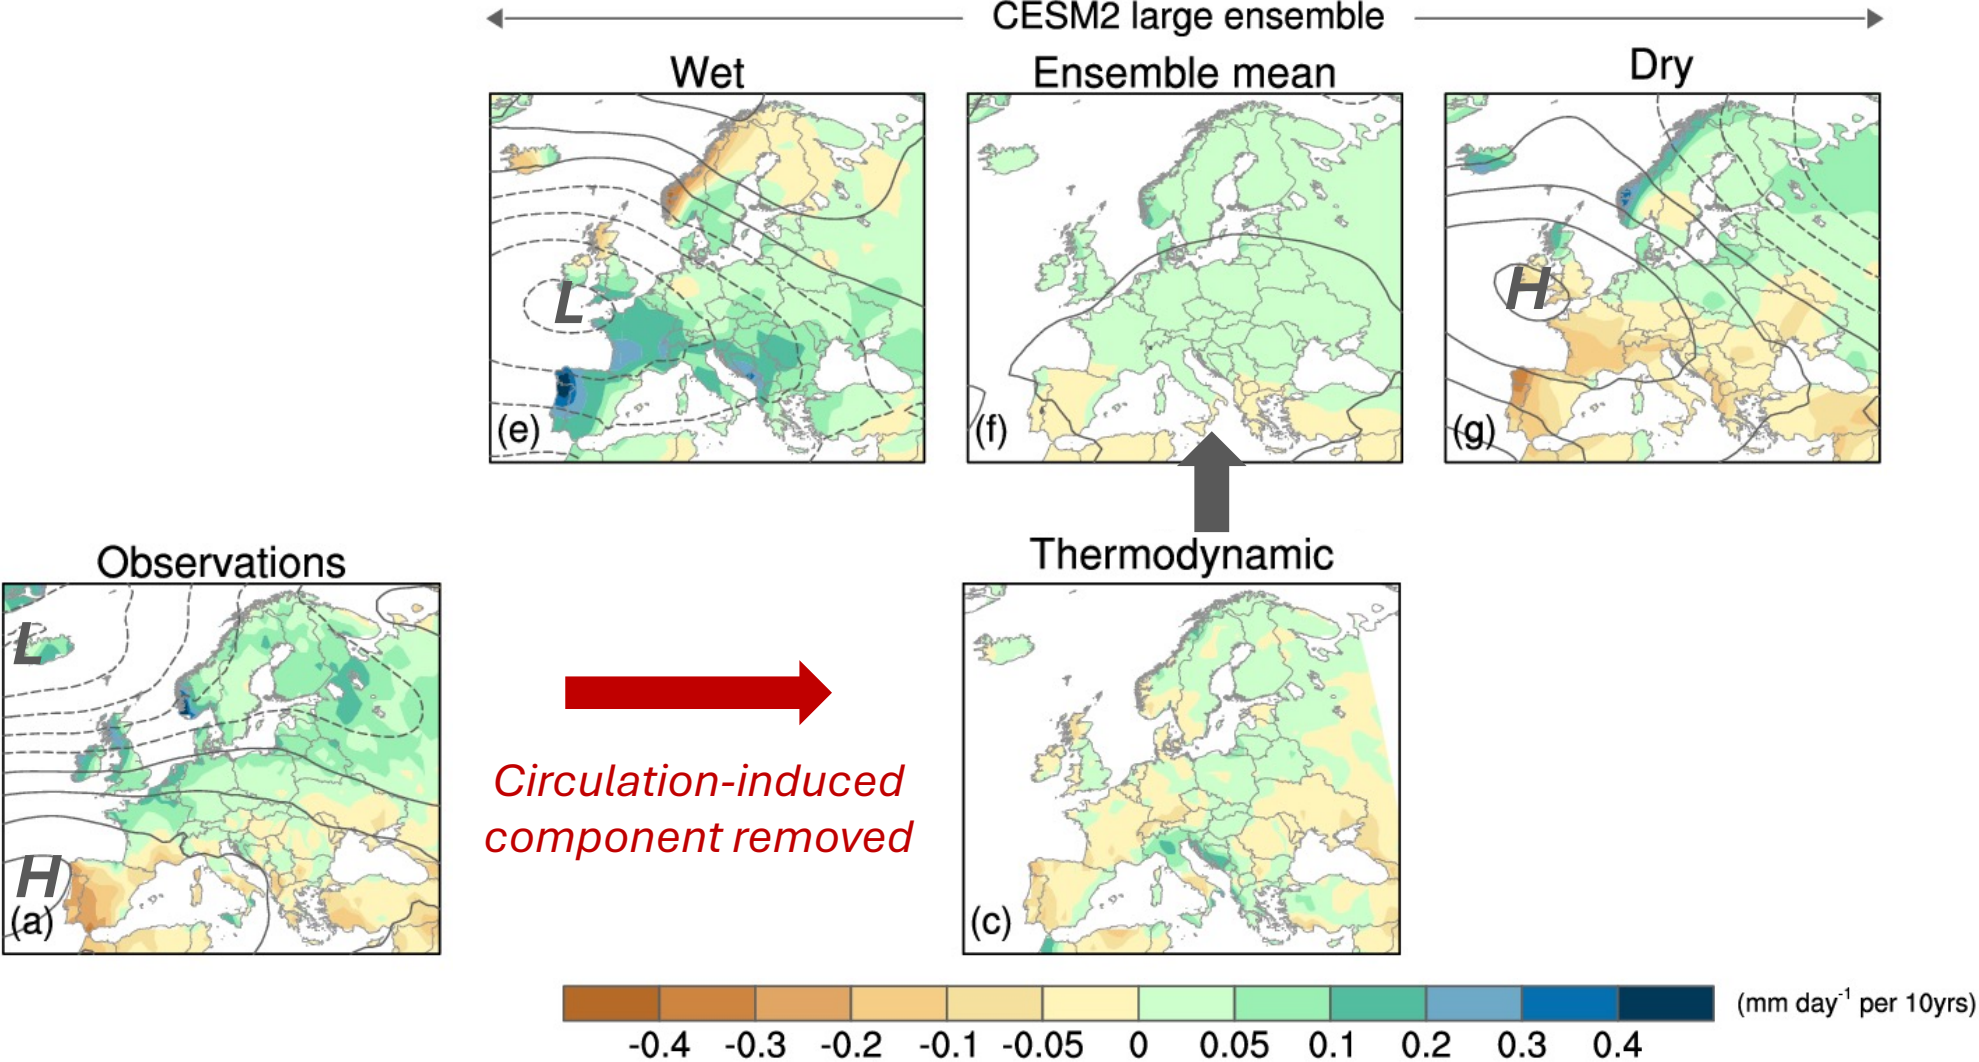 CESM2 large ensemble
Wet
Ensemble mean
Dry
L
H
(e)
(f)
(g)
Observations
Thermodynamic
L
H
(a)
Circulation-induced
component removed
(c)
-0.4 -0.3 -0.2 -0.1 -0.05 0 0.05 0.1 0.2 0.3 0.4
(mm day⁻¹ per 10yrs)